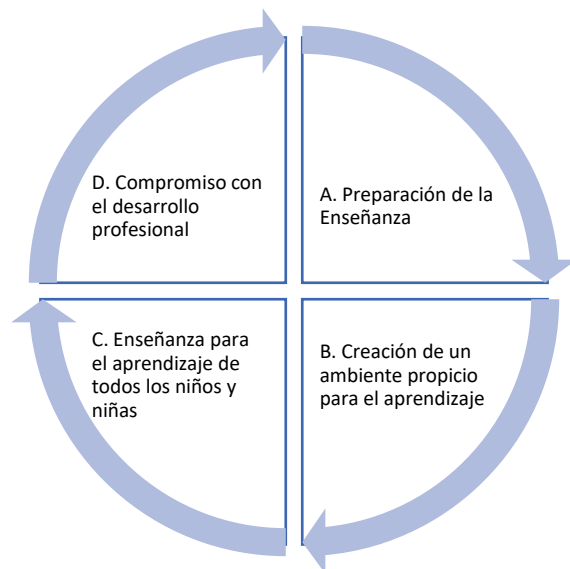 D. Compromiso con
el desarrollo
profesional
A. Preparación de la
Enseñanza
C. Enseñanza para
el aprendizaje de
todos los niños y
niñas
B. Creación de un
ambiente propicio
para el aprendizaje